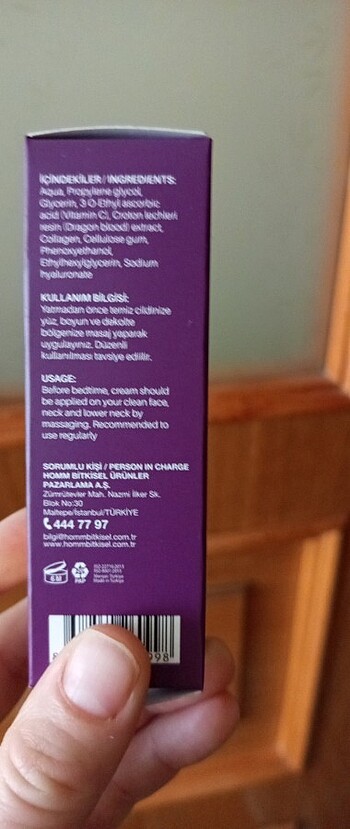 İÇİNDEKİLER / INGREDIENTS:
Aqua, Propylene glycol,
Glycerin, 3 O Ethyl ascorbic
acid (Vitamin C), Croton lechleri
resin (Dragon blood) extract,
Collagen, Cellulose gum,
Phenoxyethanol,
Ethylhexylglycerin, Sodium
hyaluronate
KULLANIM BİLGİSİ:
Yatmadan önce temiz cildinize
yüz, boyun ve dekolte
bölgenize masaj yaparak
uygulayınız. Düzenli
kullanılması tavsiye edilir.
USAGE:
Before bedtime, cream should
be applied on your clean face,
neck and lower neck by
massaging. Recommended to
use regularly
SORUMLU KİŞİ / PERSON IN CHARGE
HOMM BİTKİSEL ÜRÜNLER
PAZARLAMA A.Ş.
Zümrütevler Mah. Nazmi İlker Sk.
Blok No:30
Maltepe/İstanbul/TÜRKİYE
444 77 97
bilgi@hommbitkisel.com.tr
www.hommbitkisel.com.tr
6 M
PAP
Made in Türkiye
8
998